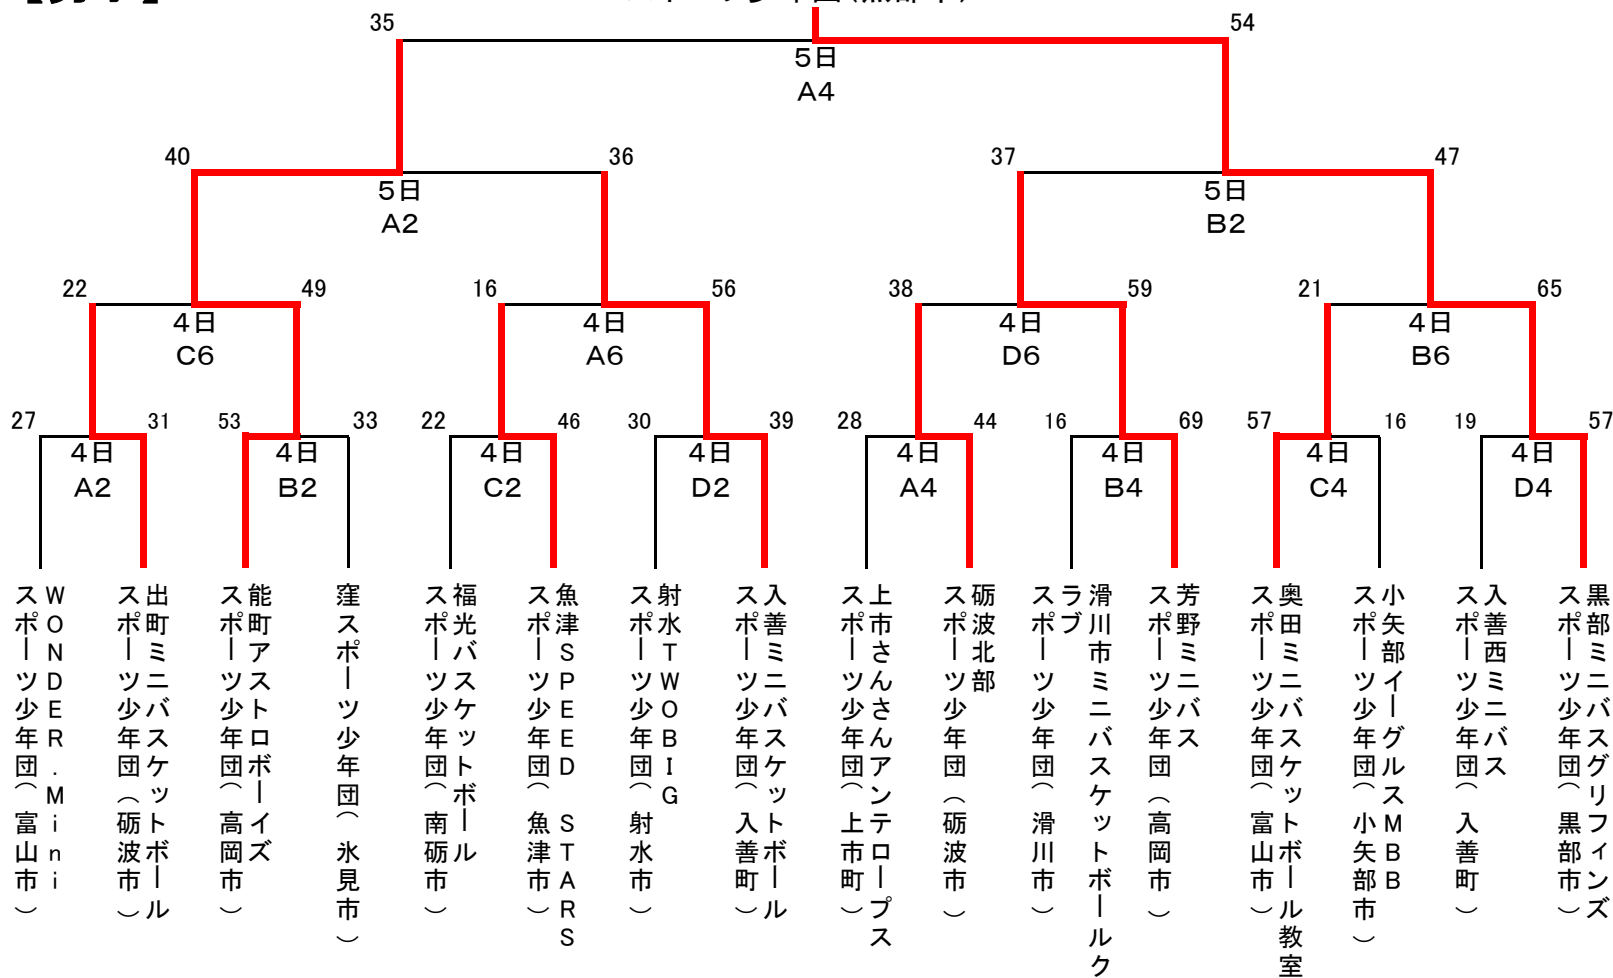 35
54
5日
A4
40
36
37
47
5日
A2
5日
B2
22
49
16
56
38
59
21
65
4日
C6
4日
A6
4日
D6
4日
B6
27
31
53
33
22
46
30
39
28
44
16
69
57
16
19
57
4日
A2
4日
B2
4日
C2
4日
D2
4日
A4
4日
B4
4日
C4
4日
D4
WONDER.Mini
スポーツ少年団(富山市)
出町ミニバスケットボール
スポーツ少年団(砺波市)
能町アストロボーイズ
スポーツ少年団(高岡市)
窪スポーツ少年団(氷見市)
福光バスケットボール
スポーツ少年団(南砺市)
魚津SPEED STARS
スポーツ少年団(魚津市)
射水TWOBIG
スポーツ少年団(射水市)
入善ミニバスケットボール
スポーツ少年団(入善町)
上市さんさんアンテロープス
スポーツ少年団(上市町)
砺波北部
スポーツ少年団(砺波市)
滑川市ミニバスケットボールク
ラブ
スポーツ少年団(滑川市)
芳野ミニバス
スポーツ少年団(高岡市)
奥田ミニバスケットボール教室
スポーツ少年団(富山市)
小矢部イーグルスMBB
スポーツ少年団(小矢部市)
入善西ミニバス
スポーツ少年団(入善町)
黒部ミニバスグリフィンズ
スポーツ少年団(黒部市)